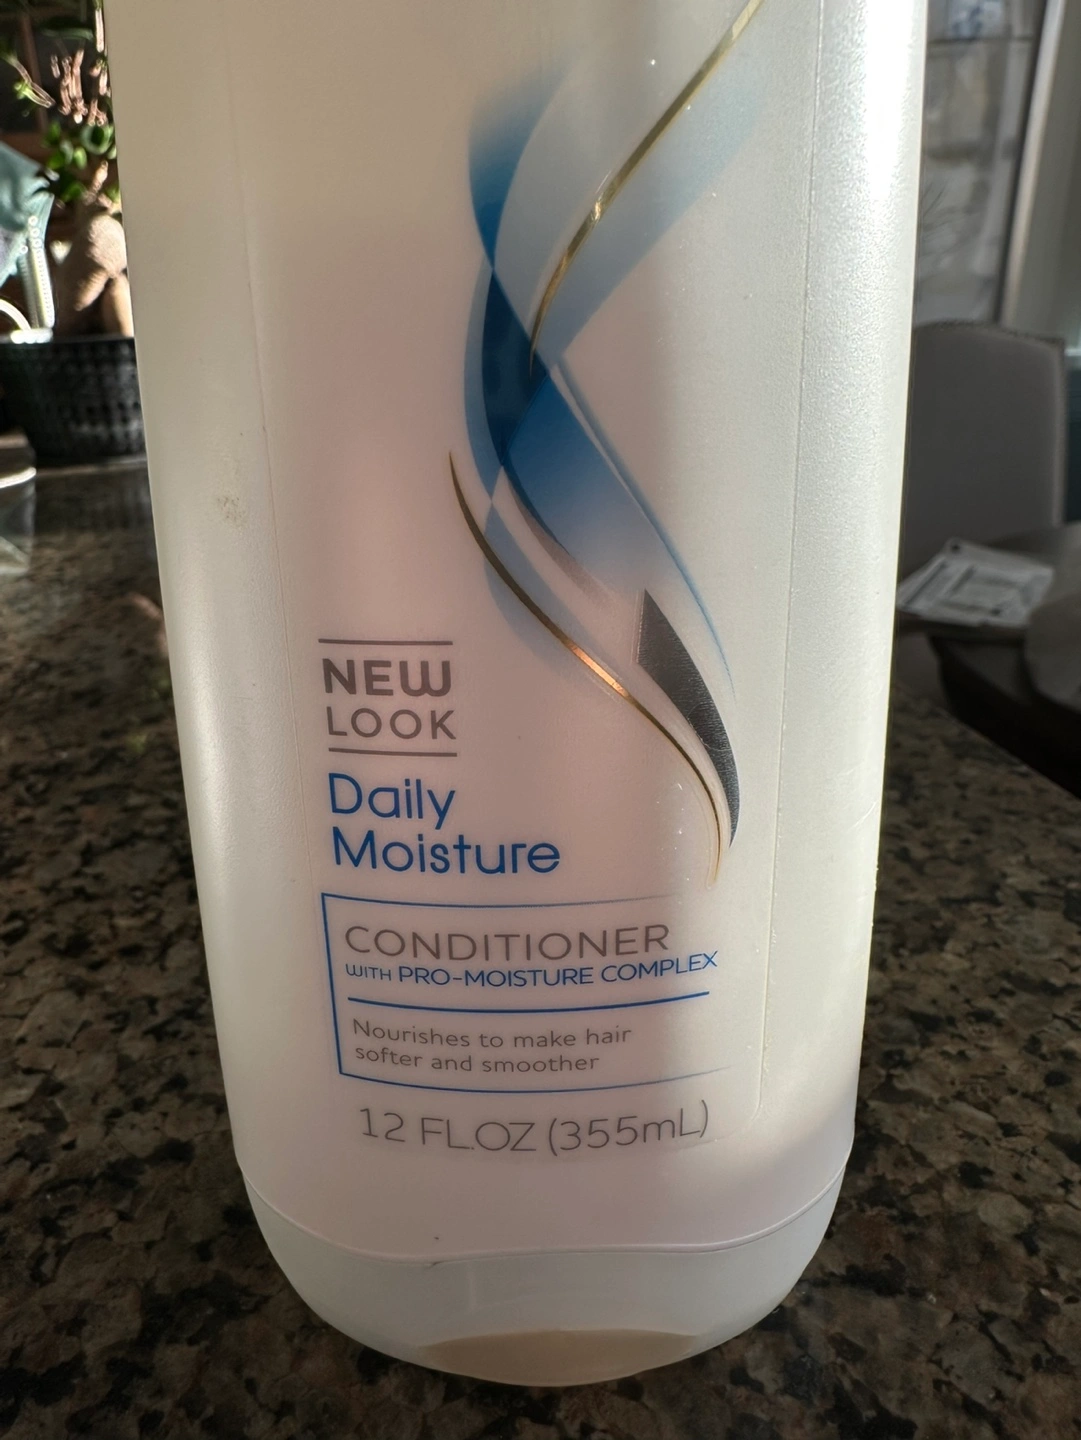 NEW
LOOK
Daily
Moisture
CONDITIONER
WITH PRO-MOISTURE COMPLEX
Nourishes to make hair
softer and smoother
12 FL.OZ (355mL)